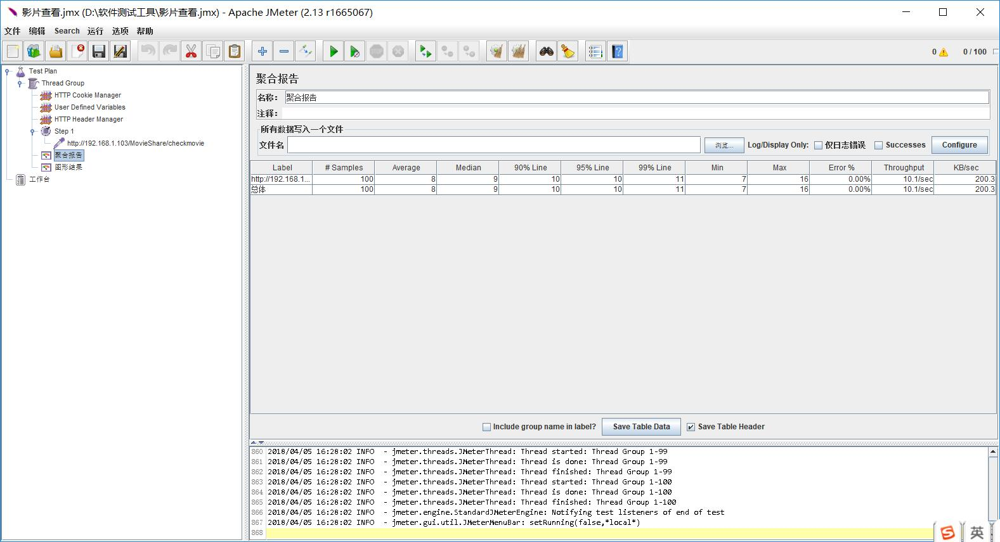 影片查看.jmx (D:\软件测试工具\影片查看.jmx) - Apache JMeter (2.13 r1665067)
文件 编辑 Search 运行 选项 帮助
STOP
0 0 / 100
Test Plan
Thread Group
HTTP Cookie Manager
User Defined Variables
HTTP Header Manager
Step 1
http://192.168.1.103/MovieShare/checkmovie
聚合报告
图形结果
工作台
聚合报告
名称: 聚合报告
注释:
所有数据写入一个文件
文件名 浏览... Log/Display Only: 仅日志错误 Successes Configure
Label # Samples Average Median 90% Line 95% Line 99% Line Min Max Error % Throughput KB/sec
http://192.168.1... 100 8 9 10 10 11 7 16 0.00% 10.1/sec 200.3
总体 100 8 9 10 10 11 7 16 0.00% 10.1/sec 200.3
Include group name in label? Save Table Data Save Table Header
860 2018/04/05 16:28:02 INFO - jmeter.threads.JMeterThread: Thread started: Thread Group 1-99
861 2018/04/05 16:28:02 INFO - jmeter.threads.JMeterThread: Thread is done: Thread Group 1-99
862 2018/04/05 16:28:02 INFO - jmeter.threads.JMeterThread: Thread finished: Thread Group 1-99
863 2018/04/05 16:28:02 INFO - jmeter.threads.JMeterThread: Thread started: Thread Group 1-100
864 2018/04/05 16:28:02 INFO - jmeter.threads.JMeterThread: Thread is done: Thread Group 1-100
865 2018/04/05 16:28:02 INFO - jmeter.threads.JMeterThread: Thread finished: Thread Group 1-100
866 2018/04/05 16:28:02 INFO - jmeter.engine.StandardJMeterEngine: Notifying test listeners of end of test
867 2018/04/05 16:28:02 INFO - jmeter.gui.util.JMeterMenuBar: setRunning(false,*local*)
868
S 英